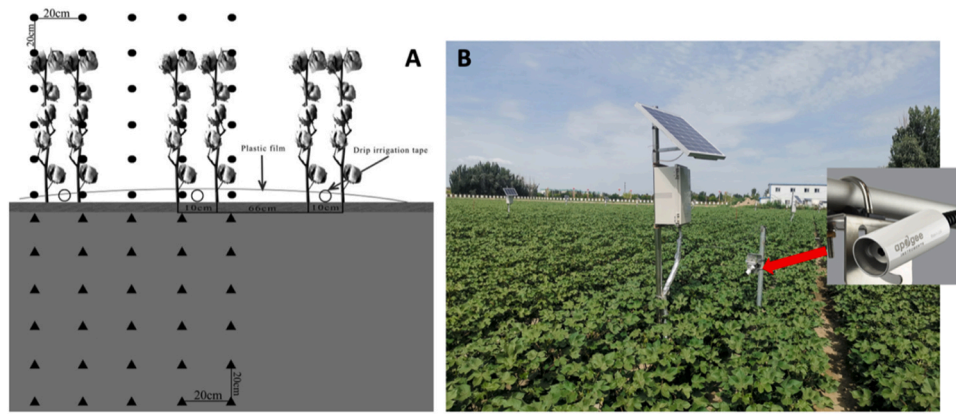 20cm
20cm
A
Plastic film
Drip irrigation tape
10cm
66cm
10cm
20cm
20cm
B
apogee